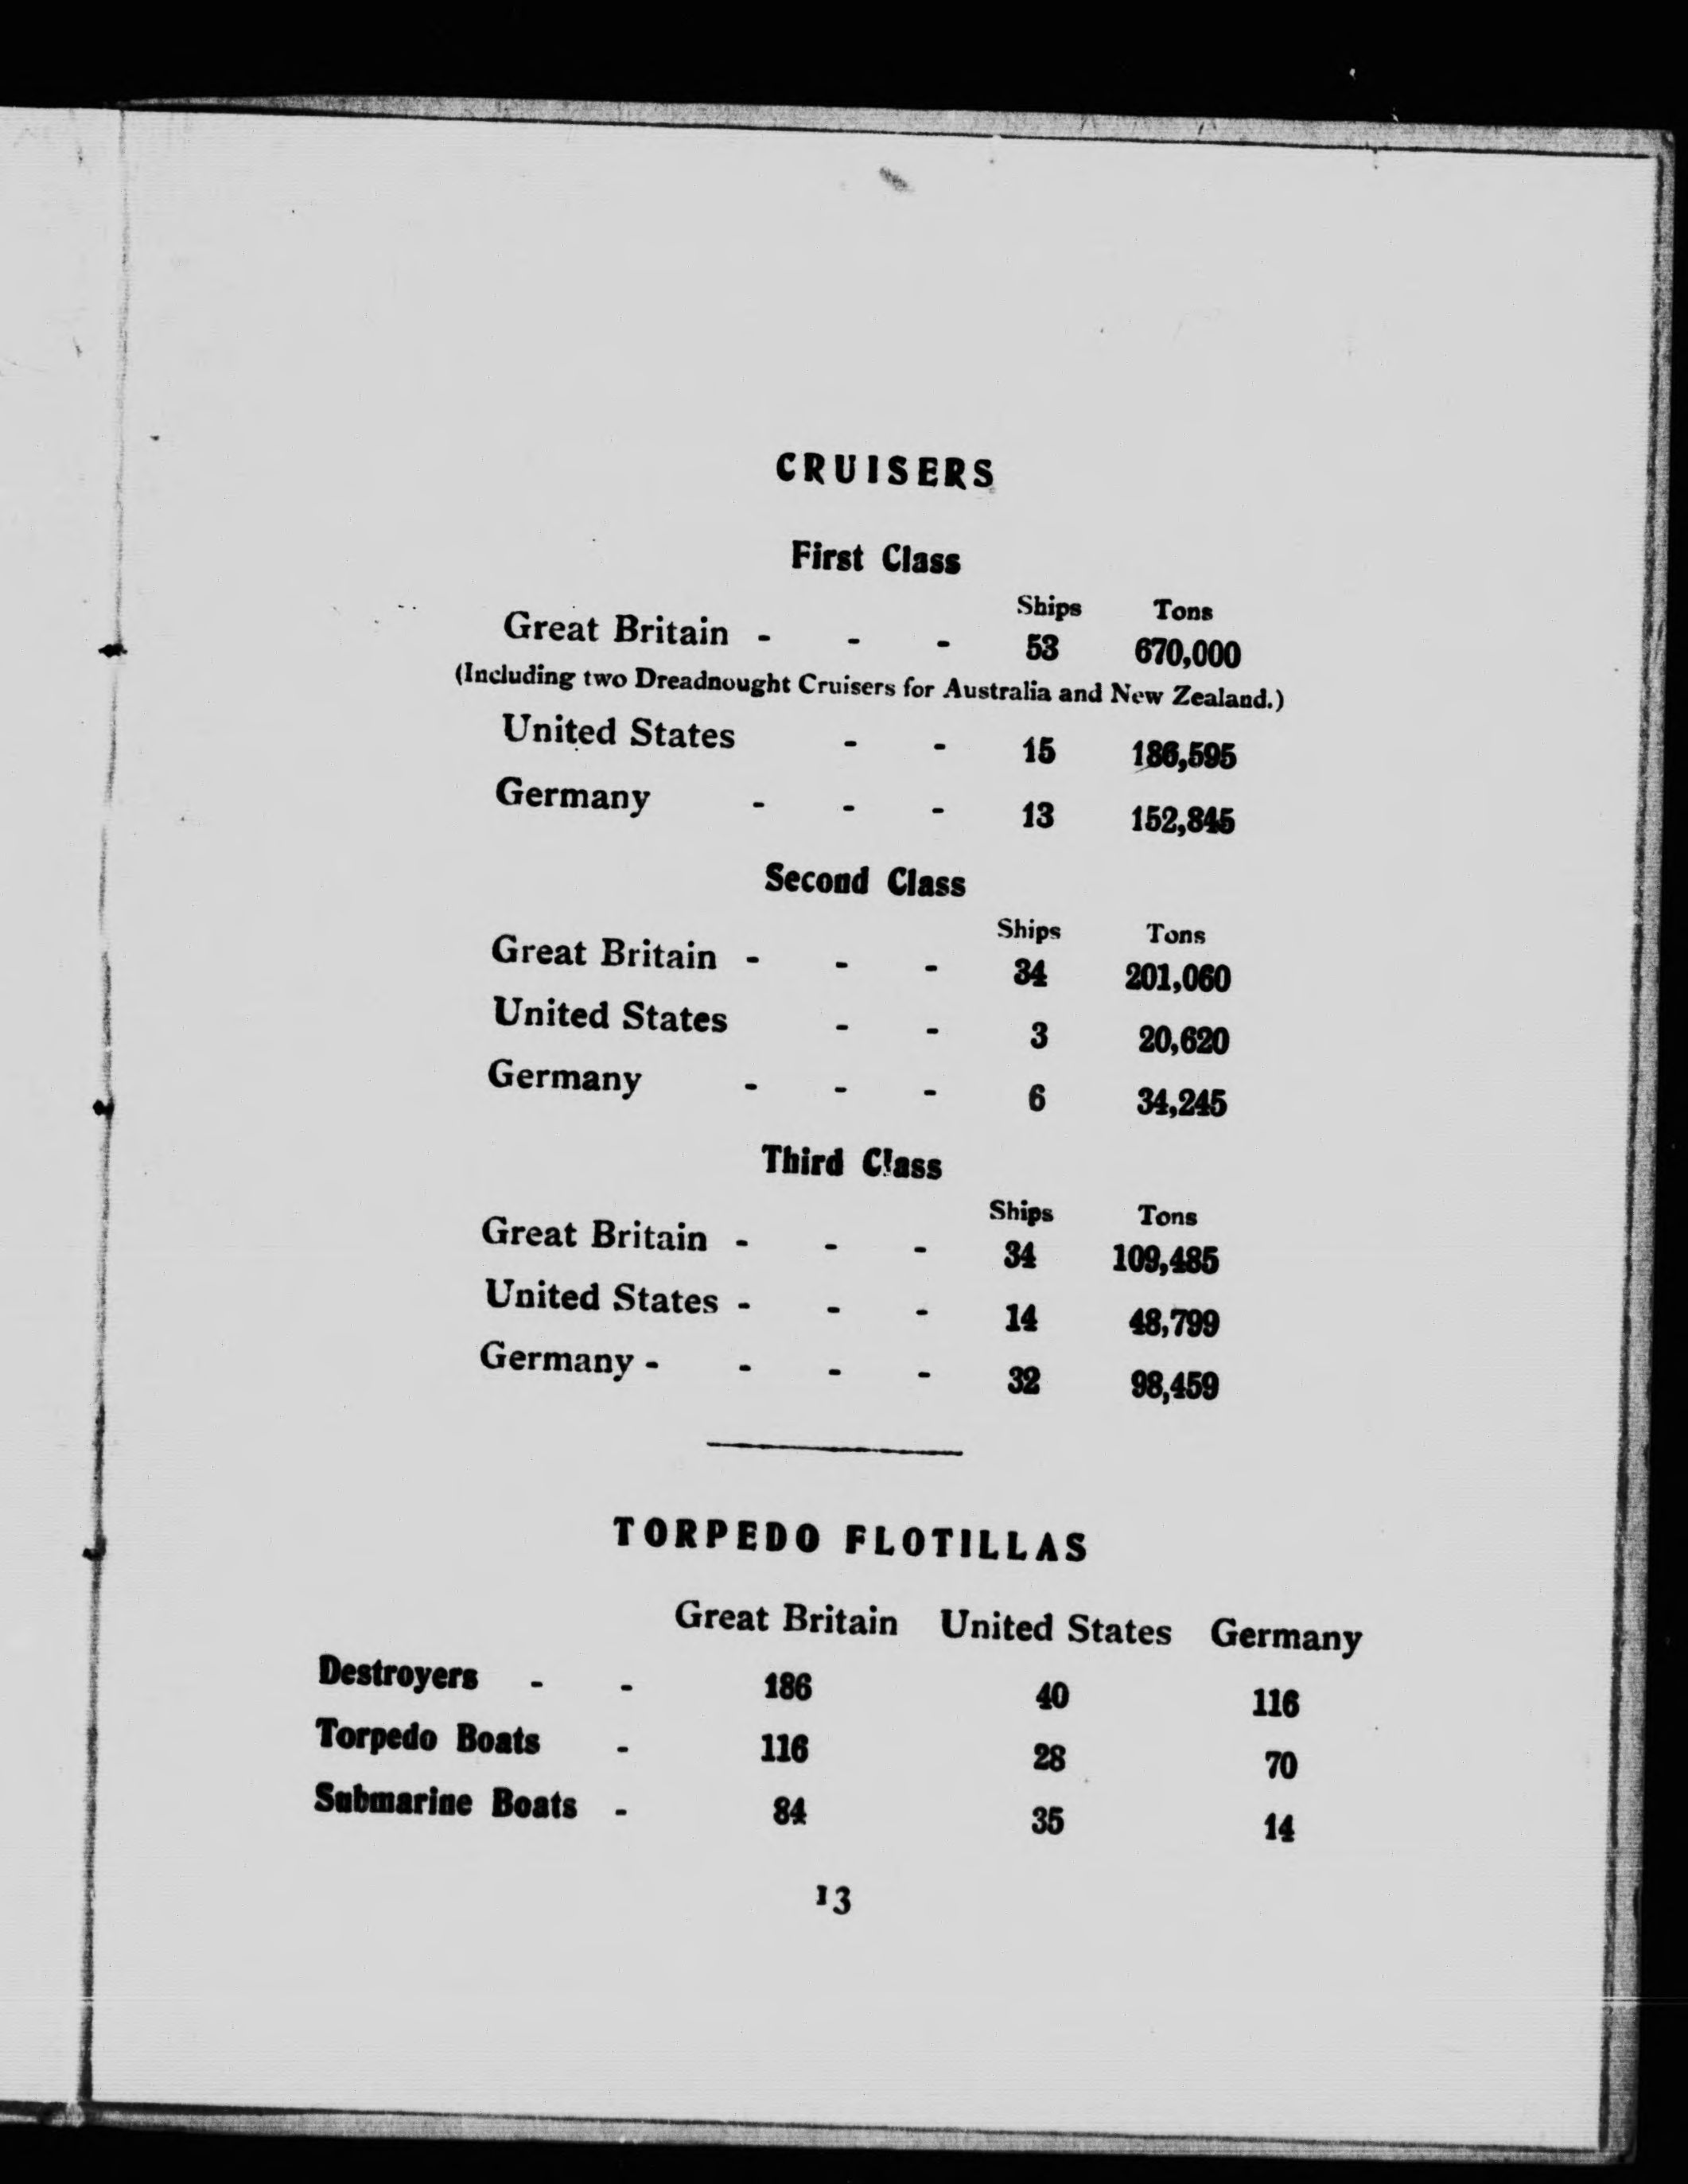 CRUISERS
First Class
Ships Tons
Great Britain - - - 53 670,000
(Including two Dreadnought Cruisers for Australia and New Zealand.)
United States - - 15 186,595
Germany - - - 13 152,845
Second Class
Ships Tons
Great Britain - - - 34 201,060
United States - - 3 20,620
Germany - - - 6 34,245
Third Class
Ships Tons
Great Britain - - - 34 109,485
United States - - - 14 48,799
Germany - - - - 32 98,459
TORPEDO FLOTILLAS
Great Britain United States Germany
Destroyers - - 186 40 116
Torpedo Boats - 116 28 70
Submarine Boats - 84 35 14
13